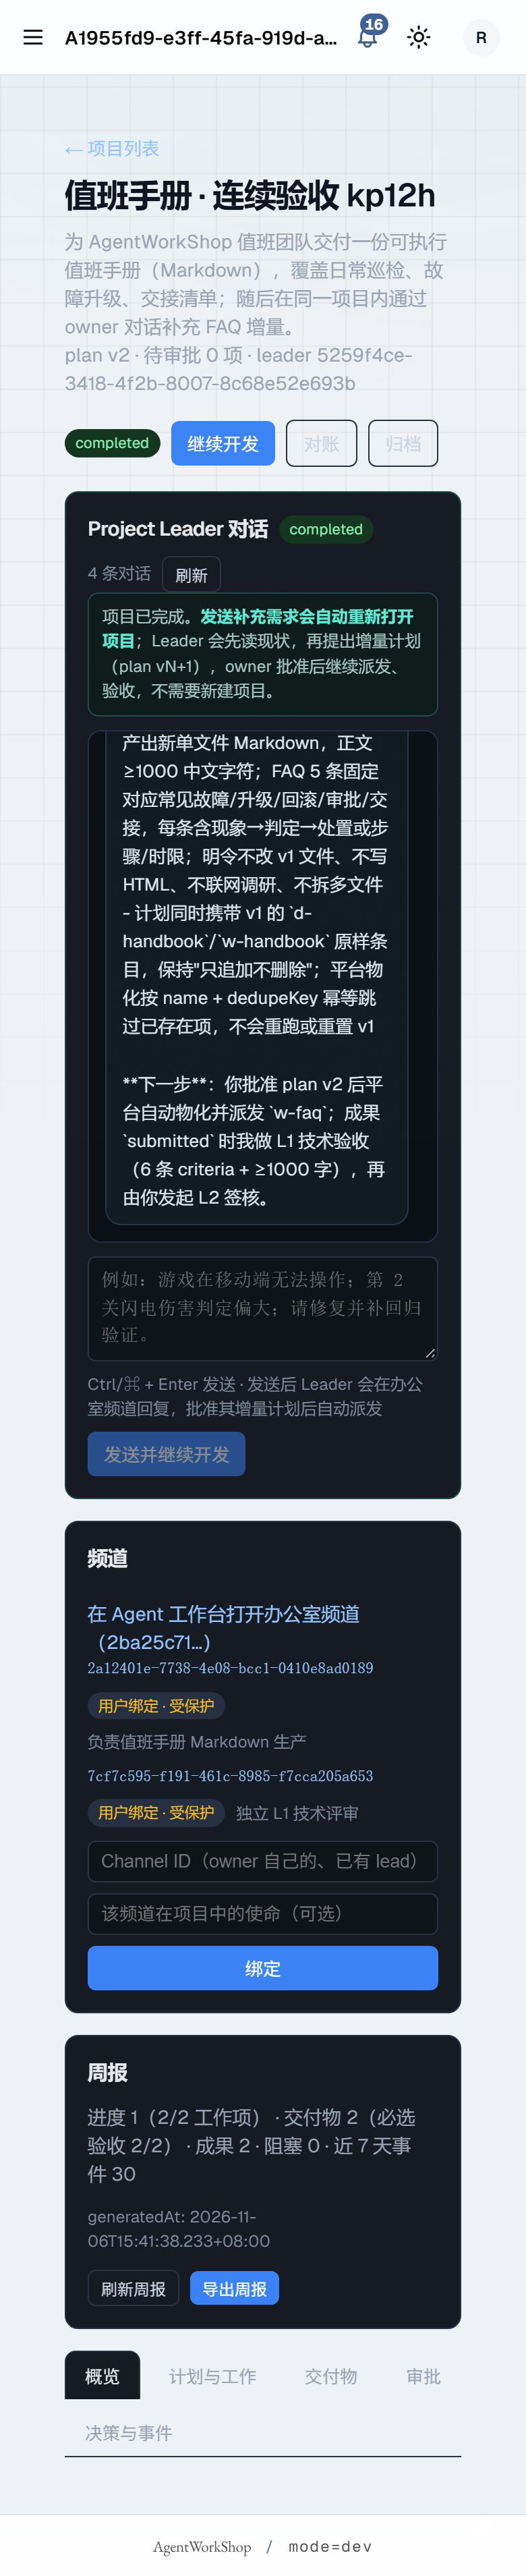 A1955fd9-e3ff-45fa-919d-a...
16
R
← 项目列表
值班手册 · 连续验收 kp12h
为 AgentWorkShop 值班团队交付一份可执行
值班手册（Markdown），覆盖日常巡检、故
障升级、交接清单；随后在同一项目内通过
owner 对话补充 FAQ 增量。
plan v2 · 待审批 0 项 · leader 5259f4ce-
3418-4f2b-8007-8c68e52e693b
completed
继续开发
对账
归档
Project Leader 对话
completed
4 条对话
刷新
项目已完成。发送补充需求会自动重新打开
项目；Leader 会先读现状，再提出增量计划
（plan vN+1），owner 批准后继续派发、
验收，不需要新建项目。
产出新单文件 Markdown，正文
≥1000 中文字符；FAQ 5 条固定
对应常见故障/升级/回滚/审批/交
接，每条含现象→判定→处置或步
骤/时限；明令不改 v1 文件、不写
HTML、不联网调研、不拆多文件
- 计划同时携带 v1 的 `d-
handbook`/`w-handbook` 原样条
目，保持"只追加不删除"；平台物
化按 name + dedupeKey 幂等跳
过已存在项，不会重跑或重置 v1
**下一步**：你批准 plan v2 后平
台自动物化并派发 `w-faq`；成果
`submitted` 时我做 L1 技术验收
（6 条 criteria + ≥1000 字），再
由你发起 L2 签核。
例如：游戏在移动端无法操作；第 2
关闪电伤害判定偏大；请修复并补回归
验证。
Ctrl/⌘ + Enter 发送 · 发送后 Leader 会在办公
室频道回复，批准其增量计划后自动派发
发送并继续开发
频道
在 Agent 工作台打开办公室频道
（2ba25c71…）
2a12401e-7738-4e08-bcc1-0410e8ad0189
用户绑定 · 受保护
负责值班手册 Markdown 生产
7cf7c595-f191-461c-8985-f7cca205a653
用户绑定 · 受保护
独立 L1 技术评审
Channel ID（owner 自己的、已有 lead）
该频道在项目中的使命（可选）
绑定
周报
进度 1（2/2 工作项） · 交付物 2（必选
验收 2/2） · 成果 2 · 阻塞 0 · 近 7 天事
件 30
generatedAt: 2026-11-
06T15:41:38.233+08:00
刷新周报
导出周报
概览
计划与工作
交付物
审批
决策与事件
AgentWorkShop / mode=dev